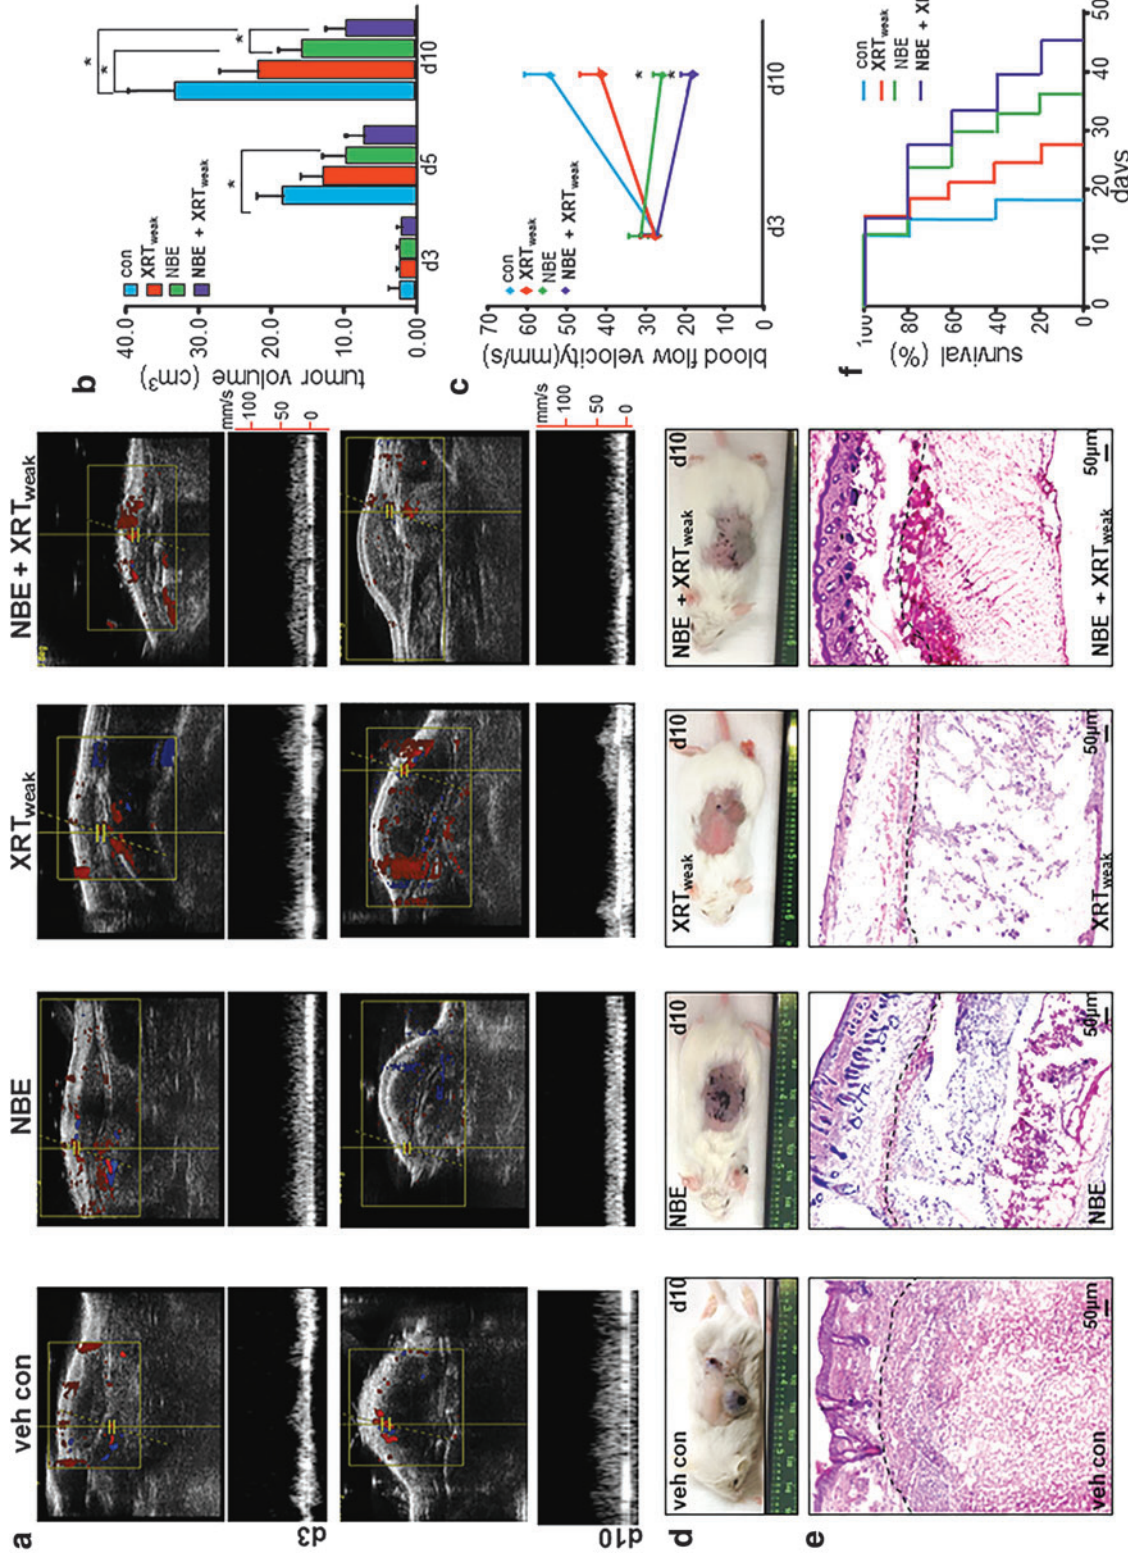 a
veh con
NBE
XRTweak
NBE + XRTweak
mm/s
100
50
0
d3
mm/s
100
50
0
d10
b
tumor volume (cm³)
40.0
30.0
20.0
10.0
0.00
con
XRTweak
NBE
NBE + XRTweak
*
*
*
*
d3
d5
d10
c
blood flow velocity(mm/s)
70
60
50
40
30
20
10
0
con
XRTweak
NBE
NBE + XRTweak
*
*
d3
d10
d
veh con
d10
NBE
d10
XRTweak
d10
NBE + XRTweak
d10
e
veh con
50µm
NBE
50µm
XRTweak
50µm
NBE + XRTweak
50µm
f
survival (%)
100
80
60
40
20
0
con
XRTweak
NBE
NBE +
0
10
20
30
40
50
days